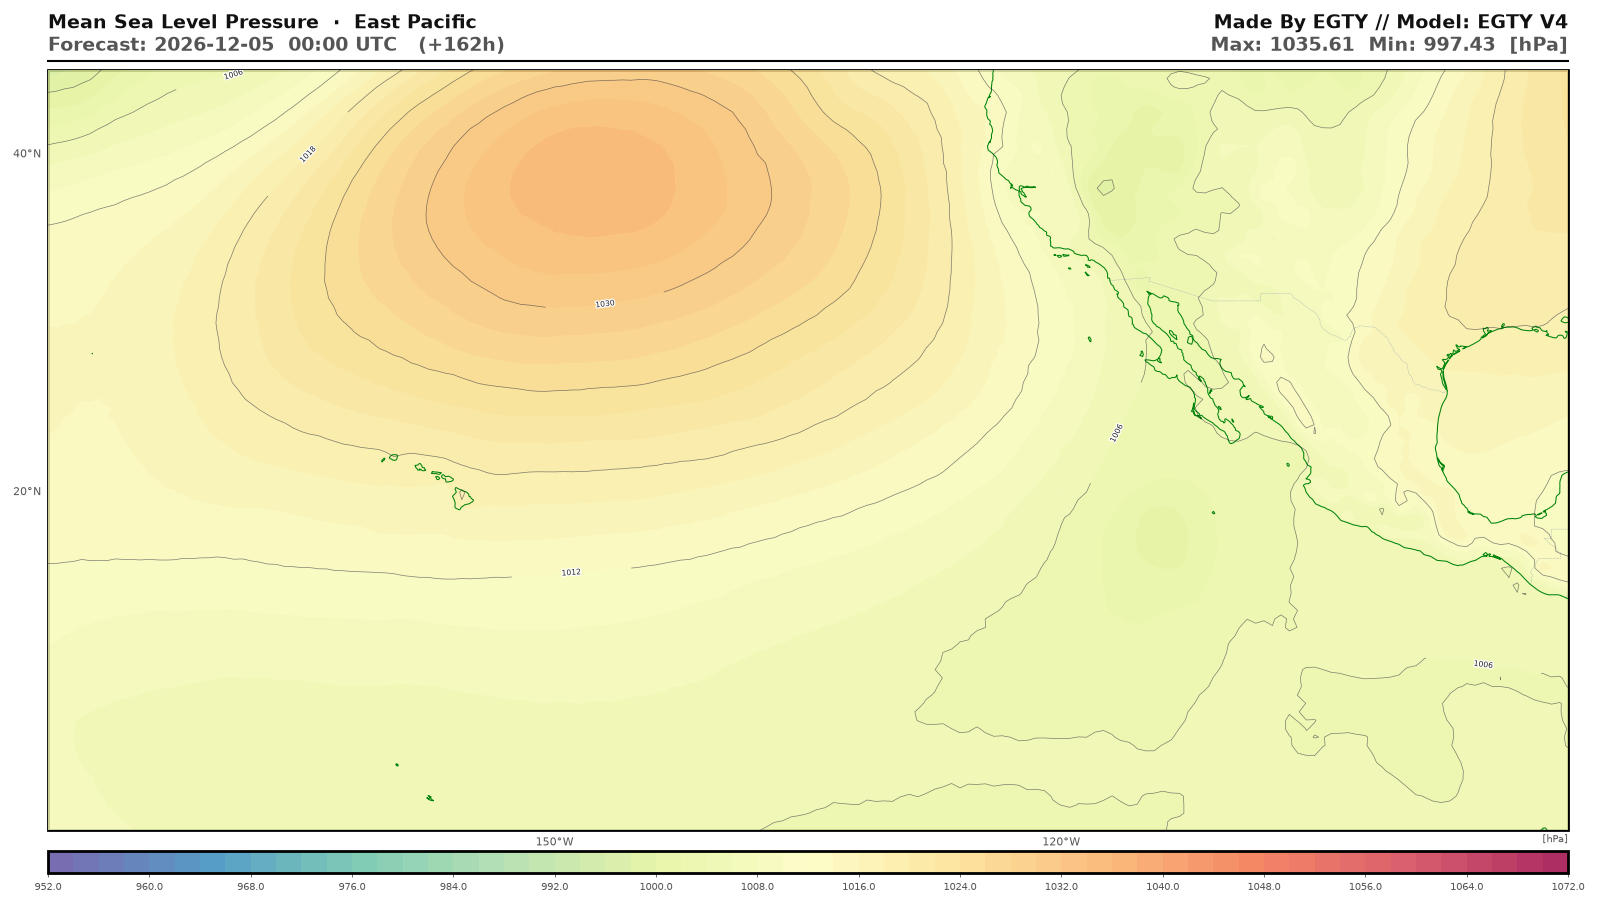 Mean Sea Level Pressure · East Pacific
Made By EGTY // Model: EGTY V4
Forecast: 2026-12-05 00:00 UTC (+162h)
Max: 1035.61 Min: 997.43 [hPa]
1006
1018
40°N
1030
1006
20°N
1012
1006
150°W
120°W
[hPa]
952.0
960.0
968.0
976.0
984.0
992.0
1000.0
1008.0
1016.0
1024.0
1032.0
1040.0
1048.0
1056.0
1064.0
1072.0